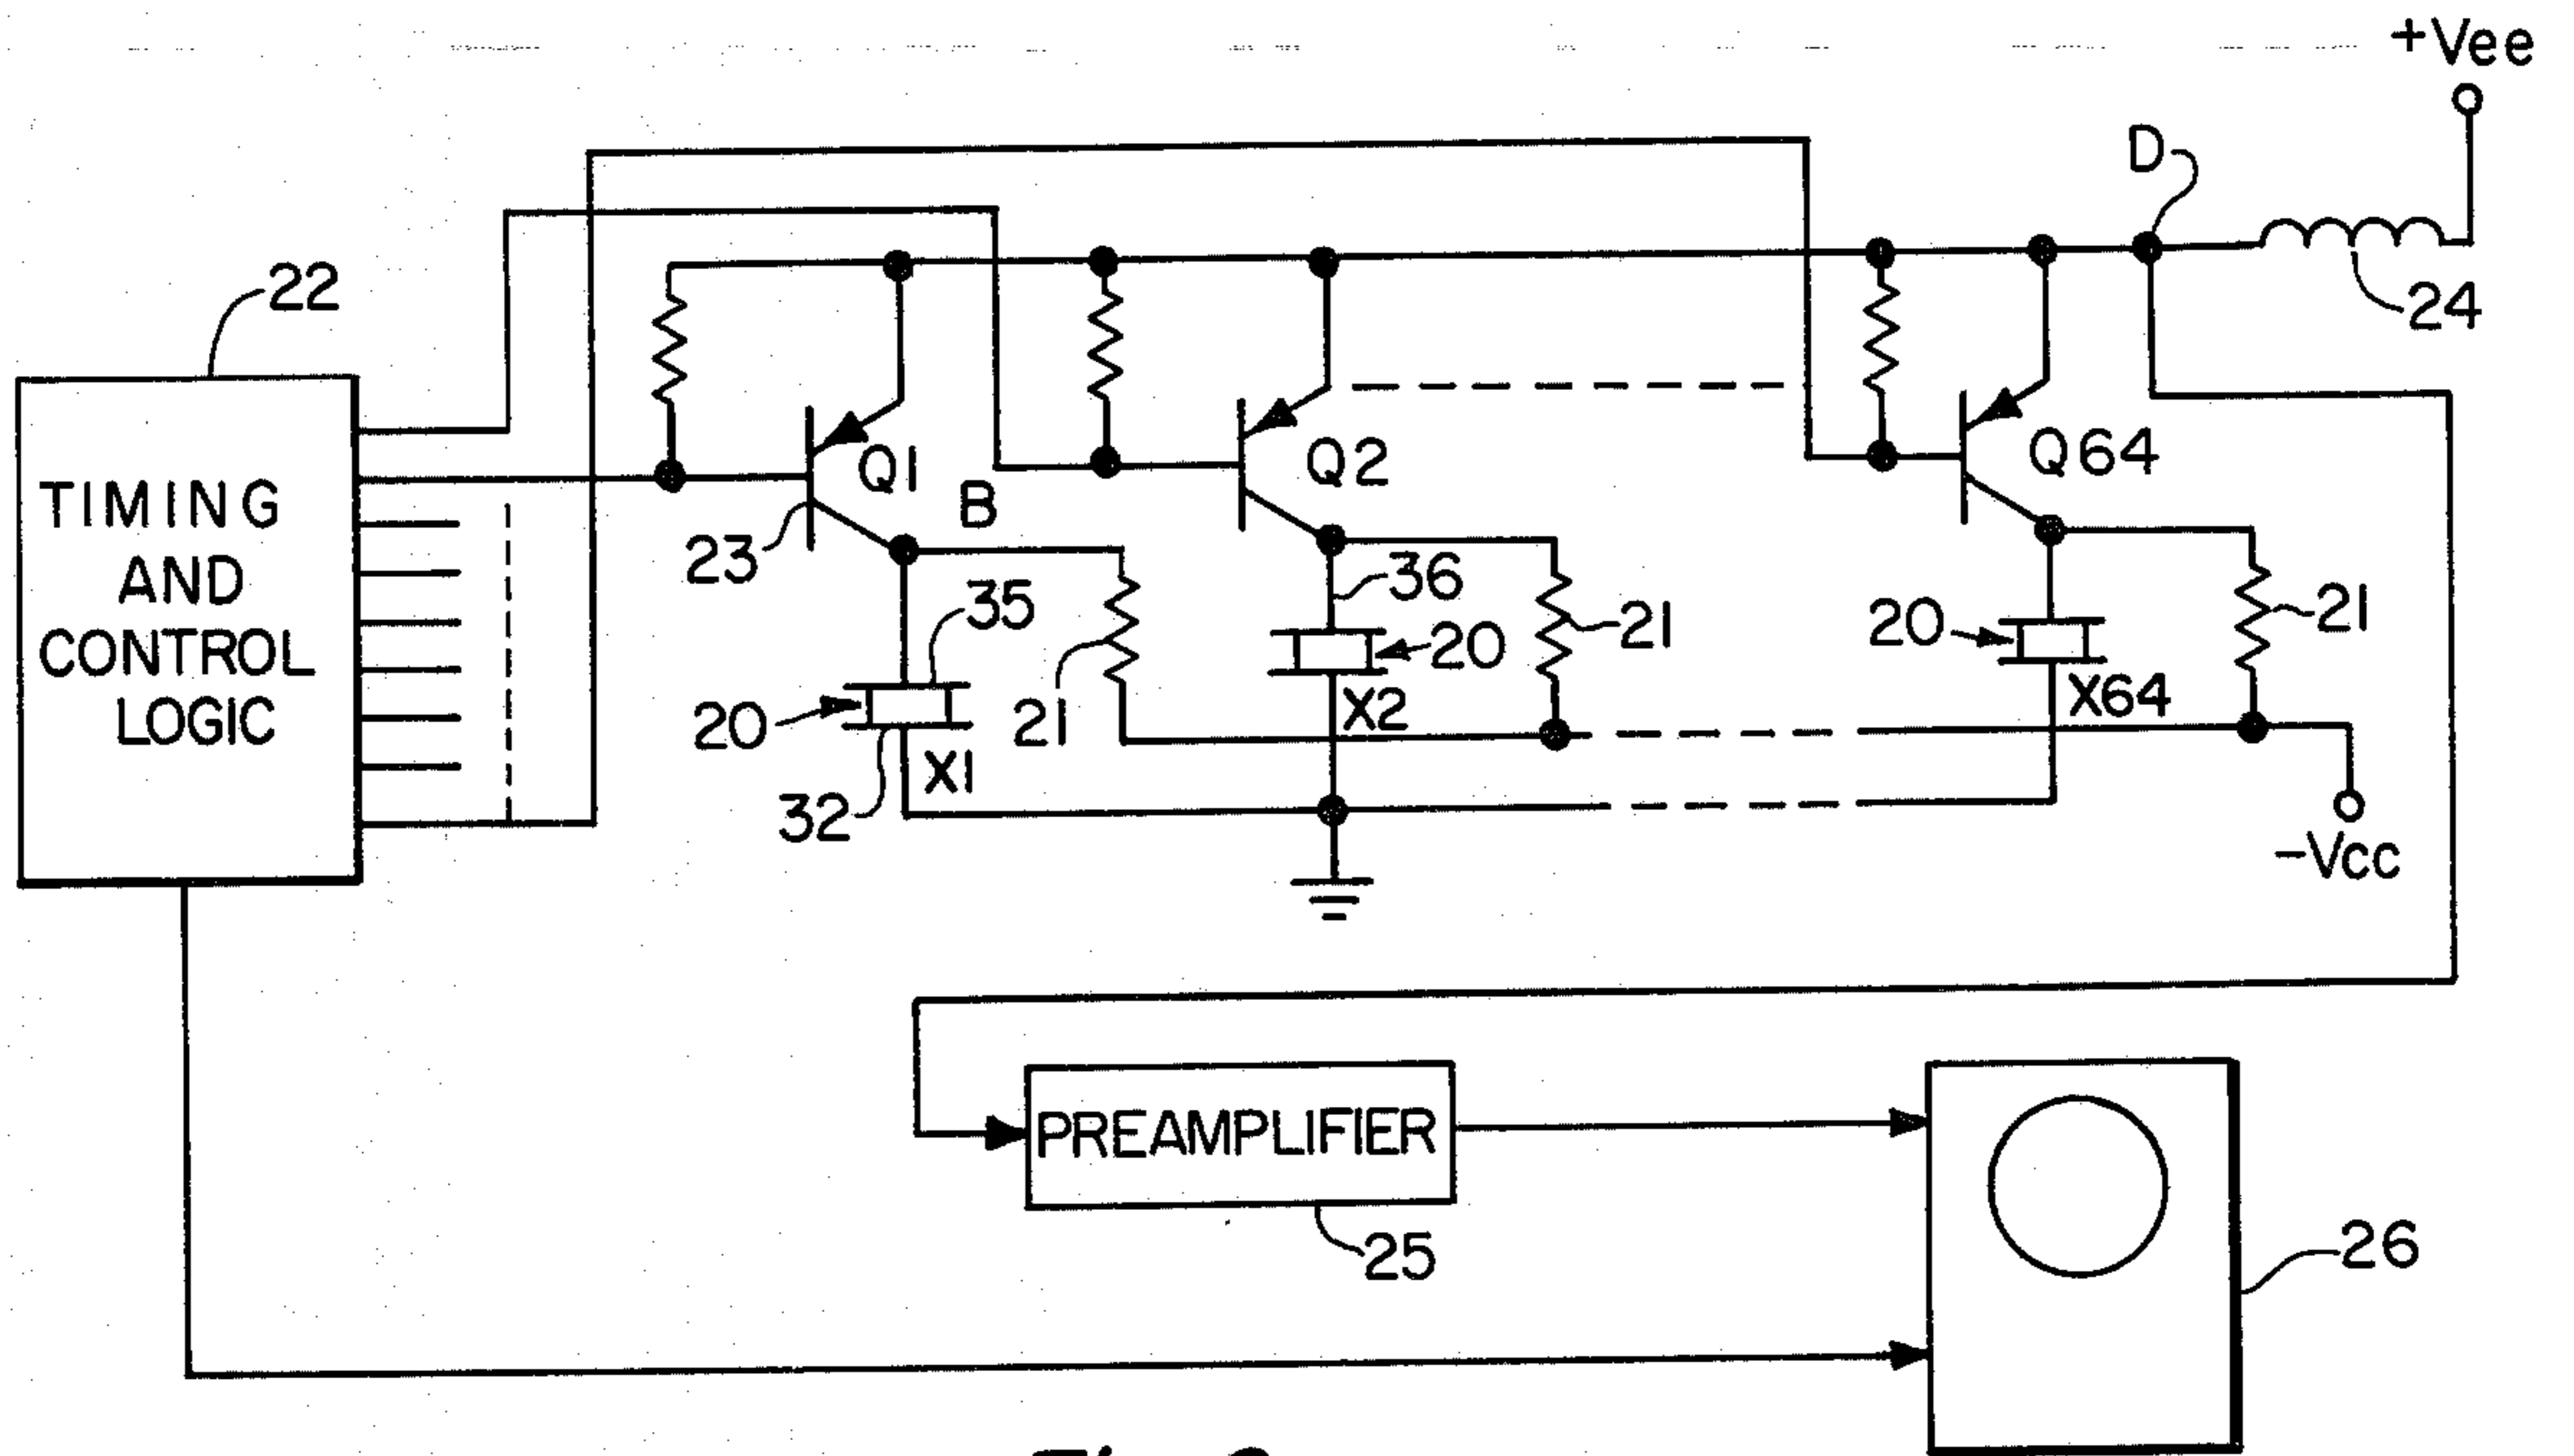 +Vee
D
22
24
TIMING
AND
CONTROL
LOGIC
Q1
Q2
Q64
B
23
35
36
20
21
20
21
20
21
X1
X2
X64
32
-Vcc
PREAMPLIFIER
25
26